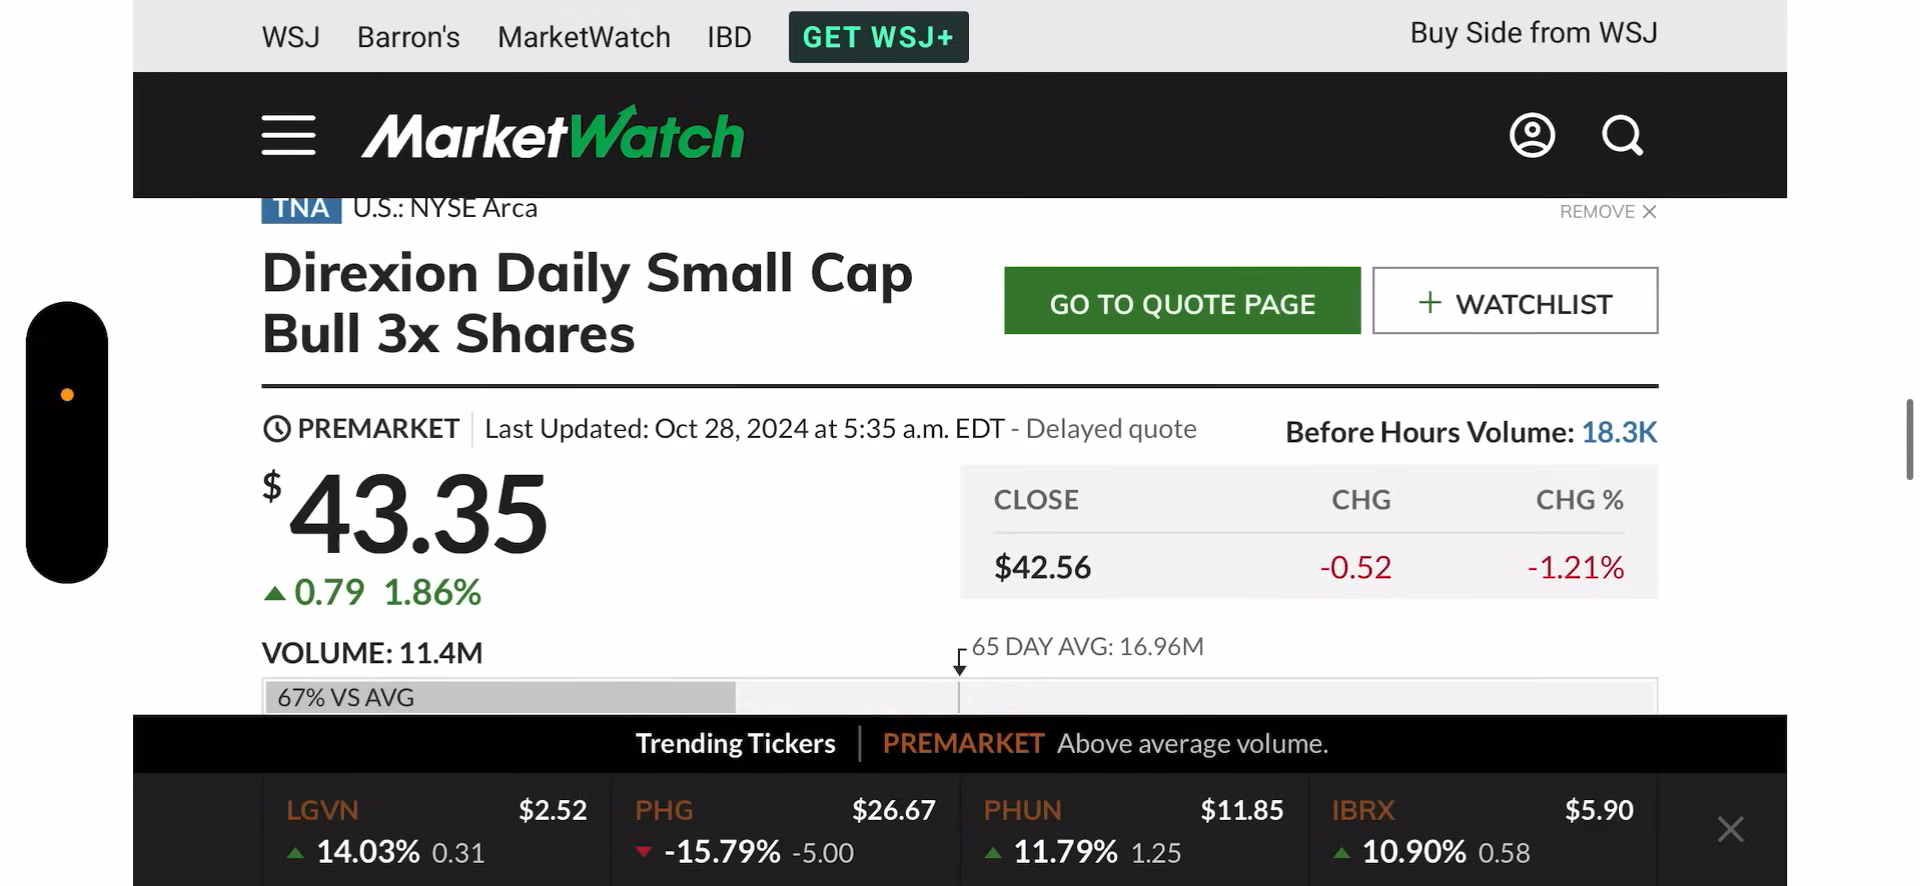 WSJ Barron's MarketWatch IBD GET WSJ+ Buy Side from WSJ
MarketWatch
TNA U.S.: NYSE Arca REMOVE
Direxion Daily Small Cap
Bull 3x Shares
GO TO QUOTE PAGE + WATCHLIST
PREMARKET Last Updated: Oct 28, 2024 at 5:35 a.m. EDT - Delayed quote Before Hours Volume: 18.3K
$43.35
0.79 1.86%
CLOSE CHG CHG %
$42.56 -0.52 -1.21%
VOLUME: 11.4M 65 DAY AVG: 16.96M
67% VS AVG
Trending Tickers | PREMARKET Above average volume.
LGVN $2.52 PHG $26.67 PHUN $11.85 IBRX $5.90
14.03% 0.31 -15.79% -5.00 11.79% 1.25 10.90% 0.58